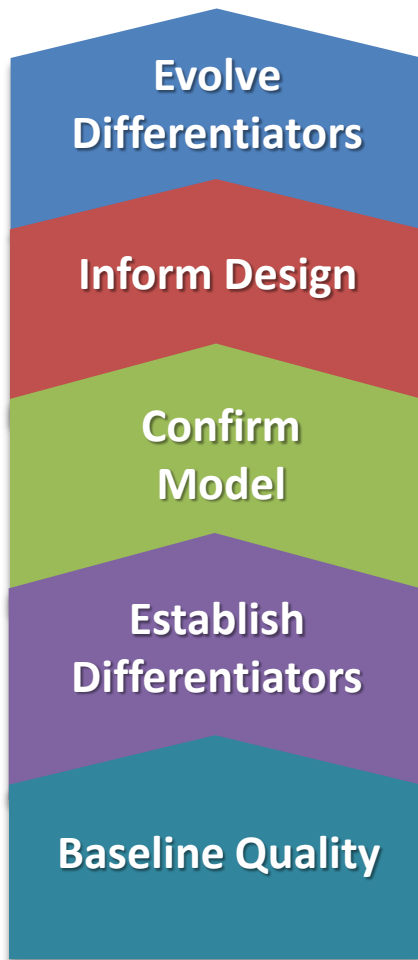 Evolve
Differentiators
Inform Design
Confirm
Model
Establish
Differentiators
Baseline Quality